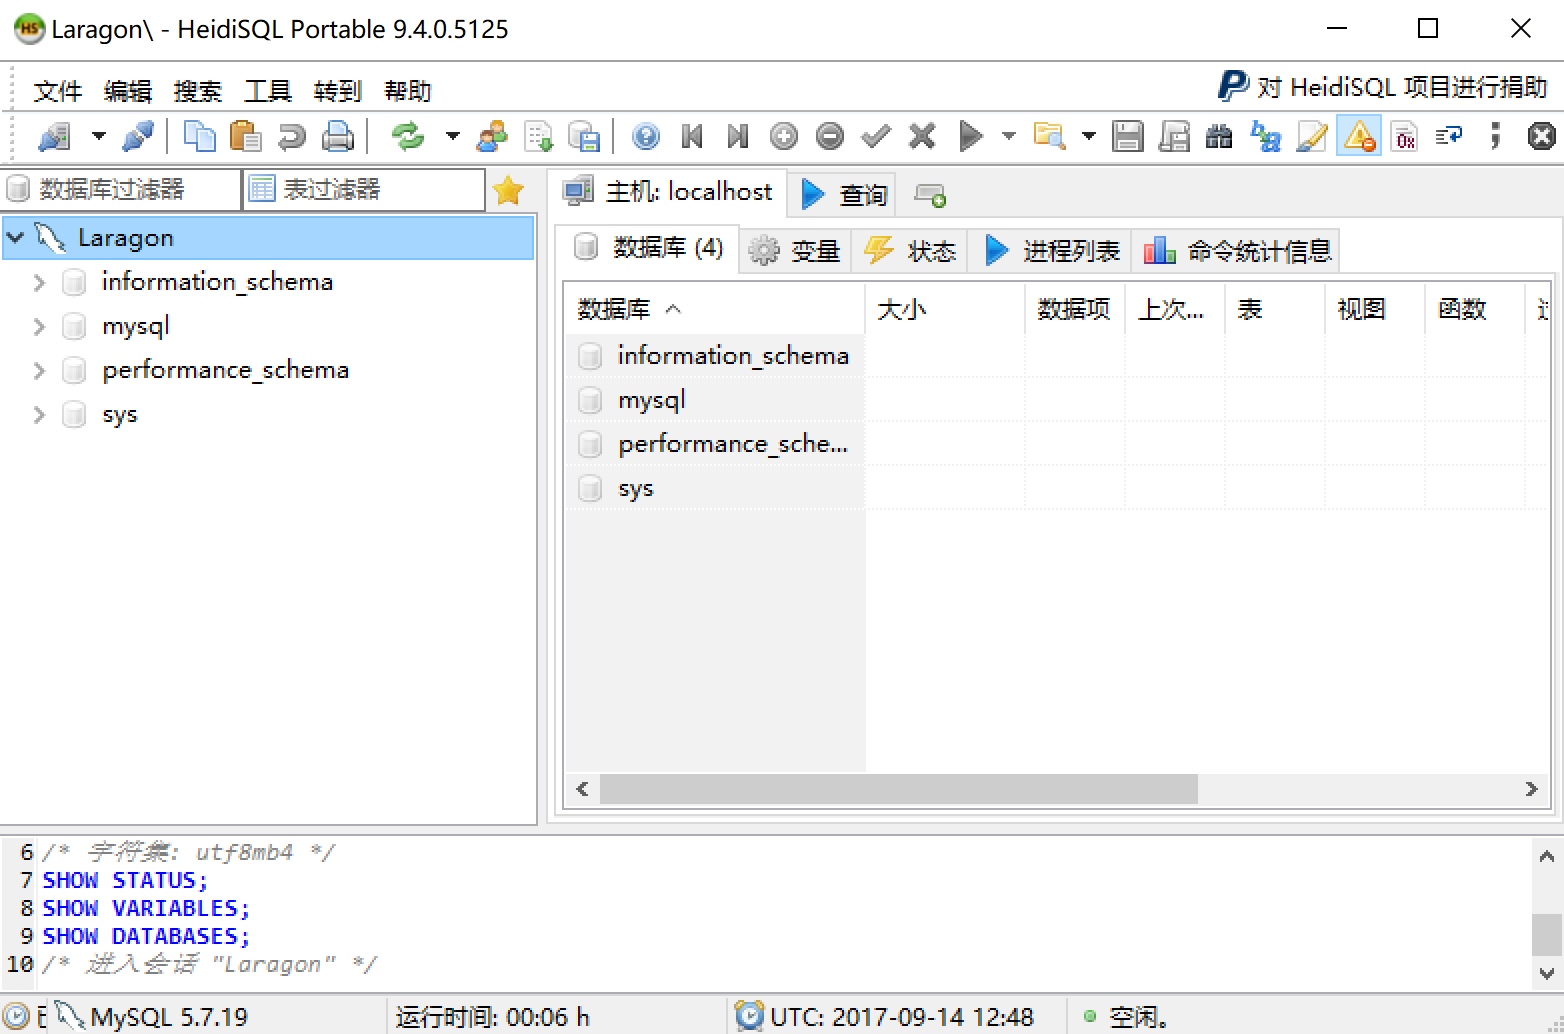 Laragon\ - HeidiSQL Portable 9.4.0.5125
文件 编辑 搜索 工具 转到 帮助
对 HeidiSQL 项目进行捐助
数据库过滤器 表过滤器
主机: localhost 查询
Laragon
information_schema
mysql
performance_schema
sys
数据库 (4) 变量 状态 进程列表 命令统计信息
数据库 大小 数据项 上次... 表 视图 函数
information_schema
mysql
performance_sche...
sys
6 /* 字符集: utf8mb4 */
7 SHOW STATUS;
8 SHOW VARIABLES;
9 SHOW DATABASES;
10 /* 进入会话 "Laragon" */
MySQL 5.7.19 运行时间: 00:06 h UTC: 2017-09-14 12:48 空闲。